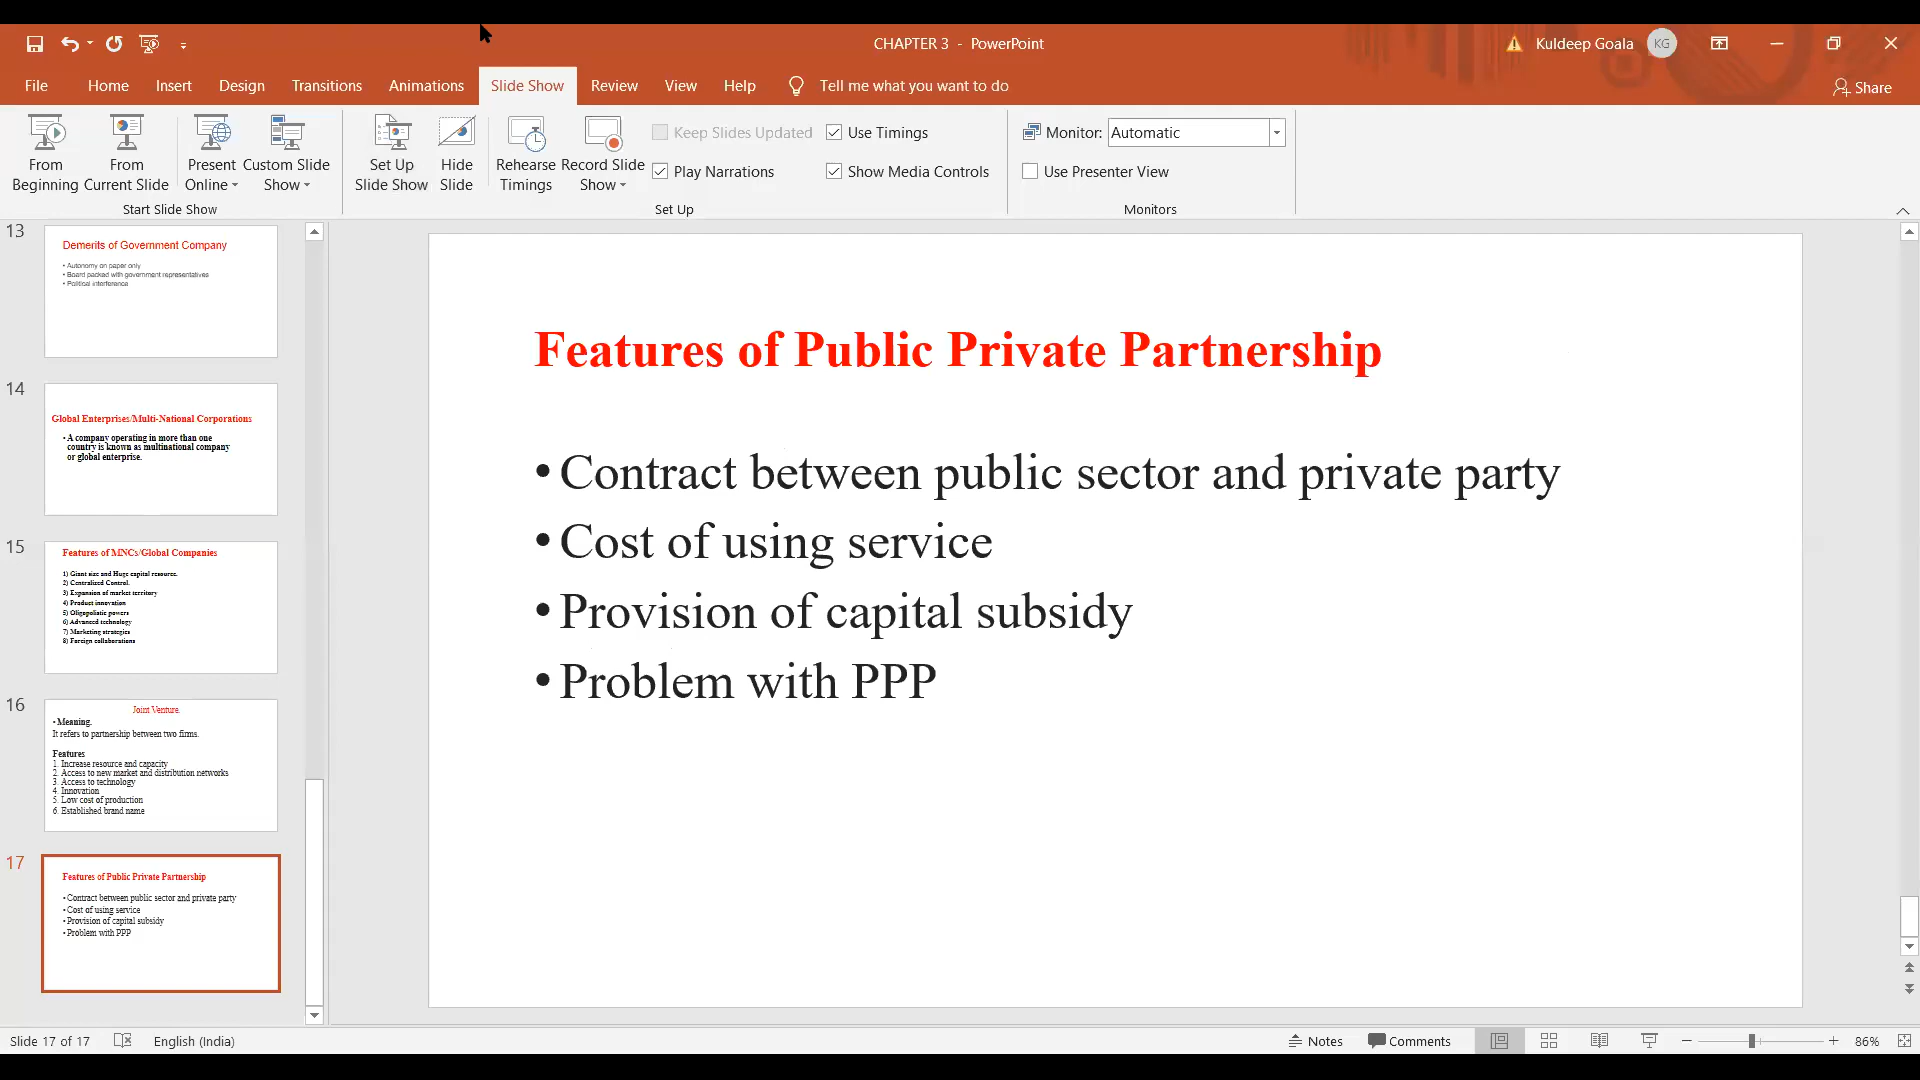 CHAPTER 3 - PowerPoint
Kuldeep Goala KG
File Home Insert Design Transitions Animations Slide Show Review View Help Tell me what you want to do Share
From Beginning
From Current Slide
Present Online
Custom Slide Show
Start Slide Show
Set Up Slide Show
Hide Slide
Rehearse Timings
Record Slide Show
Keep Slides Updated
Play Narrations
Use Timings
Show Media Controls
Set Up
Monitor: Automatic
Use Presenter View
Monitors
13
Demerits of Government Company
• Autonomy on paper only
• Board packed with government representatives
• Political interference
14
Global Enterprises/Multi-National Corporations
• A company operating in more than one
country is known as multinational company
or global enterprise.
15
Features of MNCs/Global Companies
1) Giant size and Huge capital resource.
2) Centralized Control.
3) Expansion of market territory
4) Product innovation
5) Oligopolistic powers
6) Advanced technology
7) Marketing strategies
8) Foreign collaborations
16
Joint Venture.
• Meaning.
It refers to partnership between two firms.
Features
1. Increase resource and capacity
2. Access to new market and distribution networks
3. Access to technology
4. Innovation
5. Low cost of production
6. Established brand name
17
Features of Public Private Partnership
• Contract between public sector and private party
• Cost of using service
• Provision of capital subsidy
• Problem with PPP
Features of Public Private Partnership
• Contract between public sector and private party
• Cost of using service
• Provision of capital subsidy
• Problem with PPP
Slide 17 of 17 English (India) Notes Comments 86%